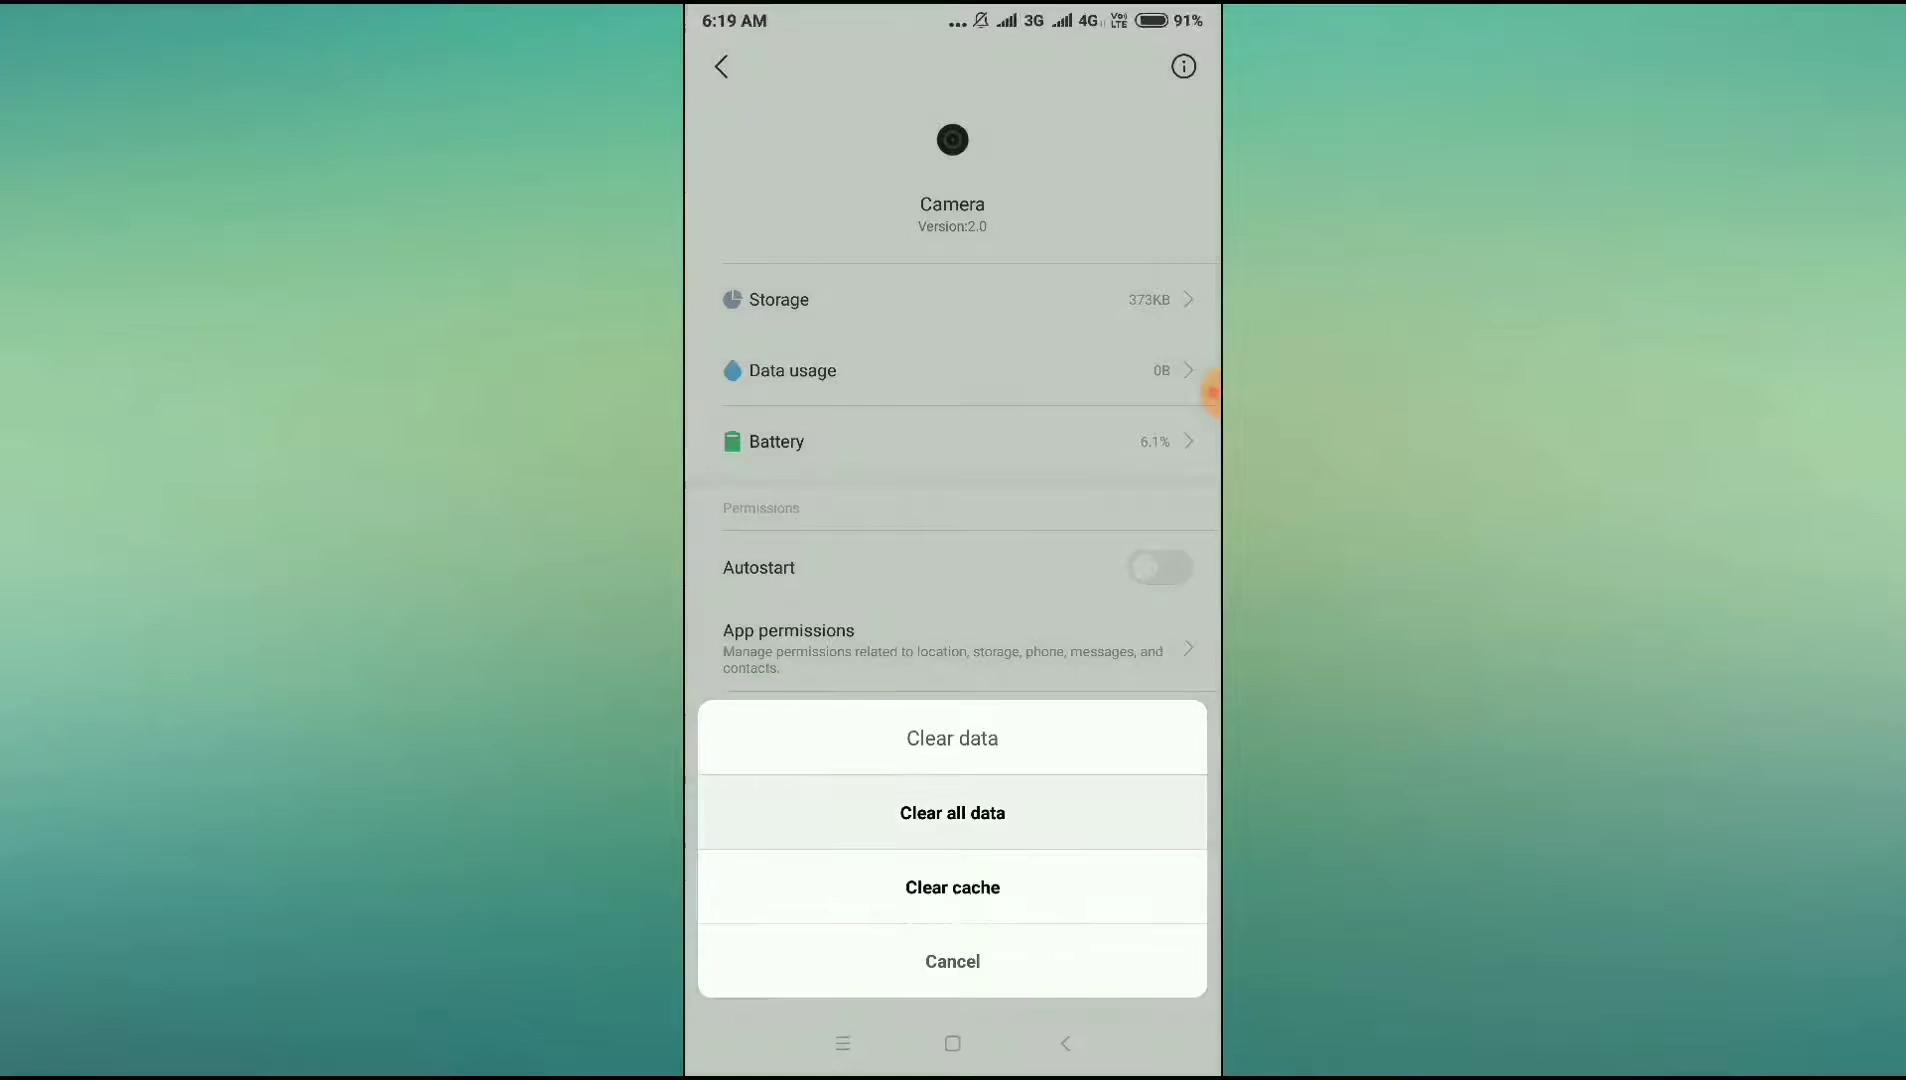 6:19 AM
... 3G 4G Vo) LTE 91%
Camera
Version:2.0
Storage
373KB
Data usage
0B
Battery
6.1%
Permissions
Autostart
App permissions
Manage permissions related to location, storage, phone, messages, and
contacts.
Clear data
Clear all data
Clear cache
Cancel